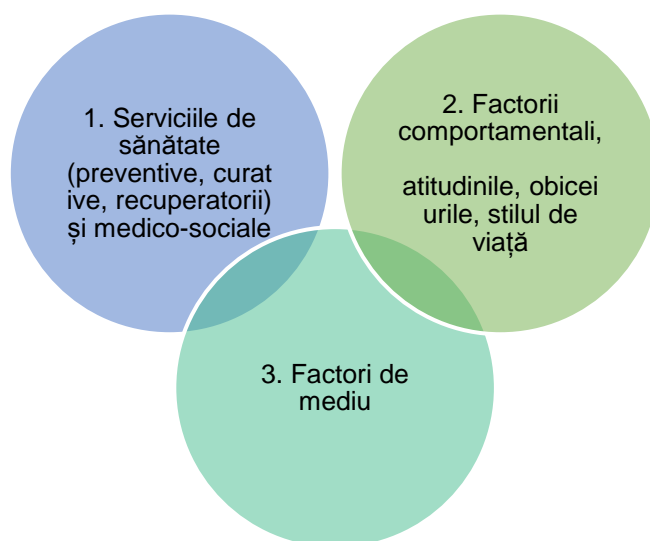 1. Serviciile de
sănătate
(preventive, curat
ive, recuperatorii)
și medico-sociale
2. Factorii
comportamentali,
atitudinile, obicei
urile, stilul de
viață
3. Factori de
mediu